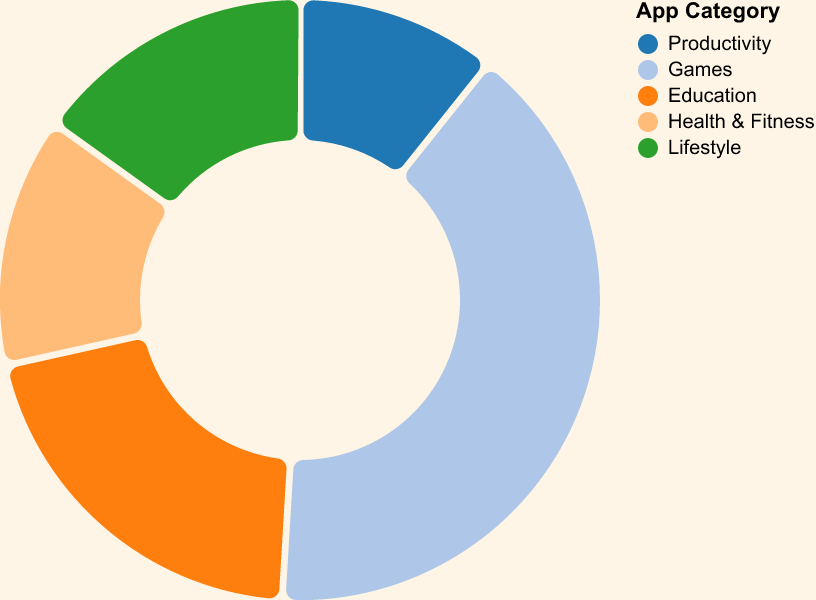 App Category
Productivity
Games
Education
Health & Fitness
Lifestyle